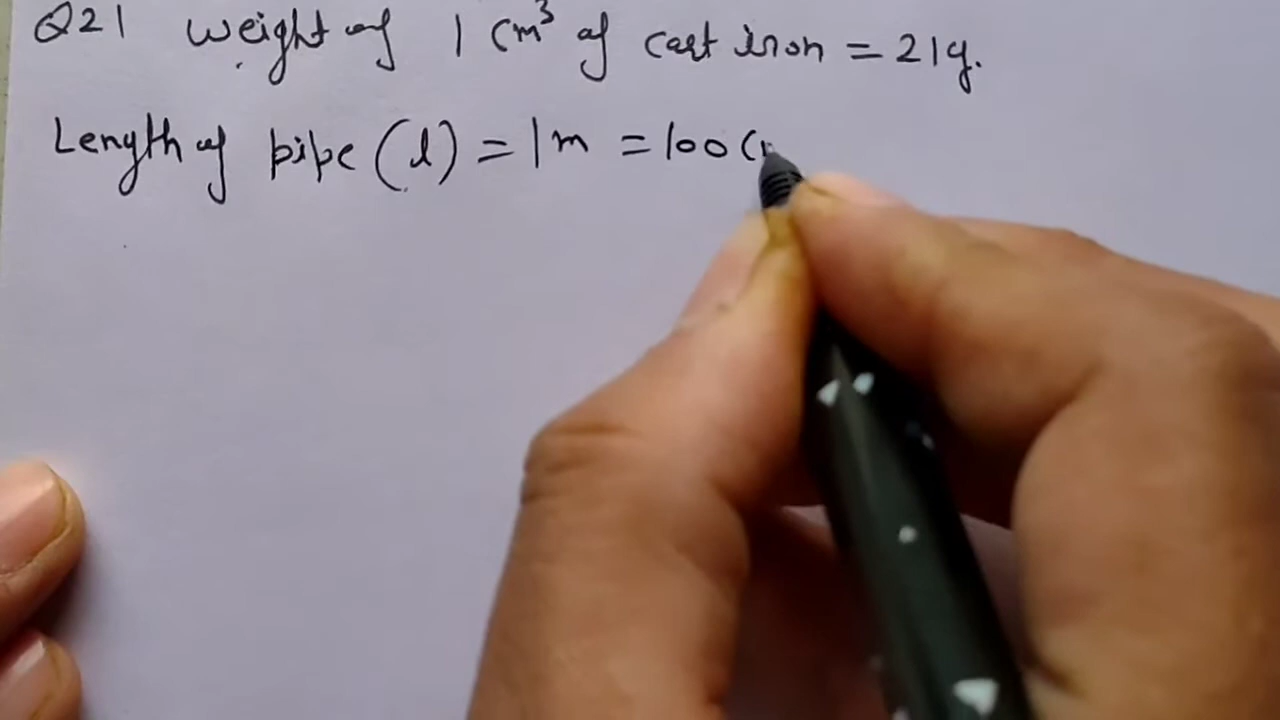 Q21 weight of 1 cm³ of cast iron = 21g.
Length of pipe (l) = 1m = 100 c